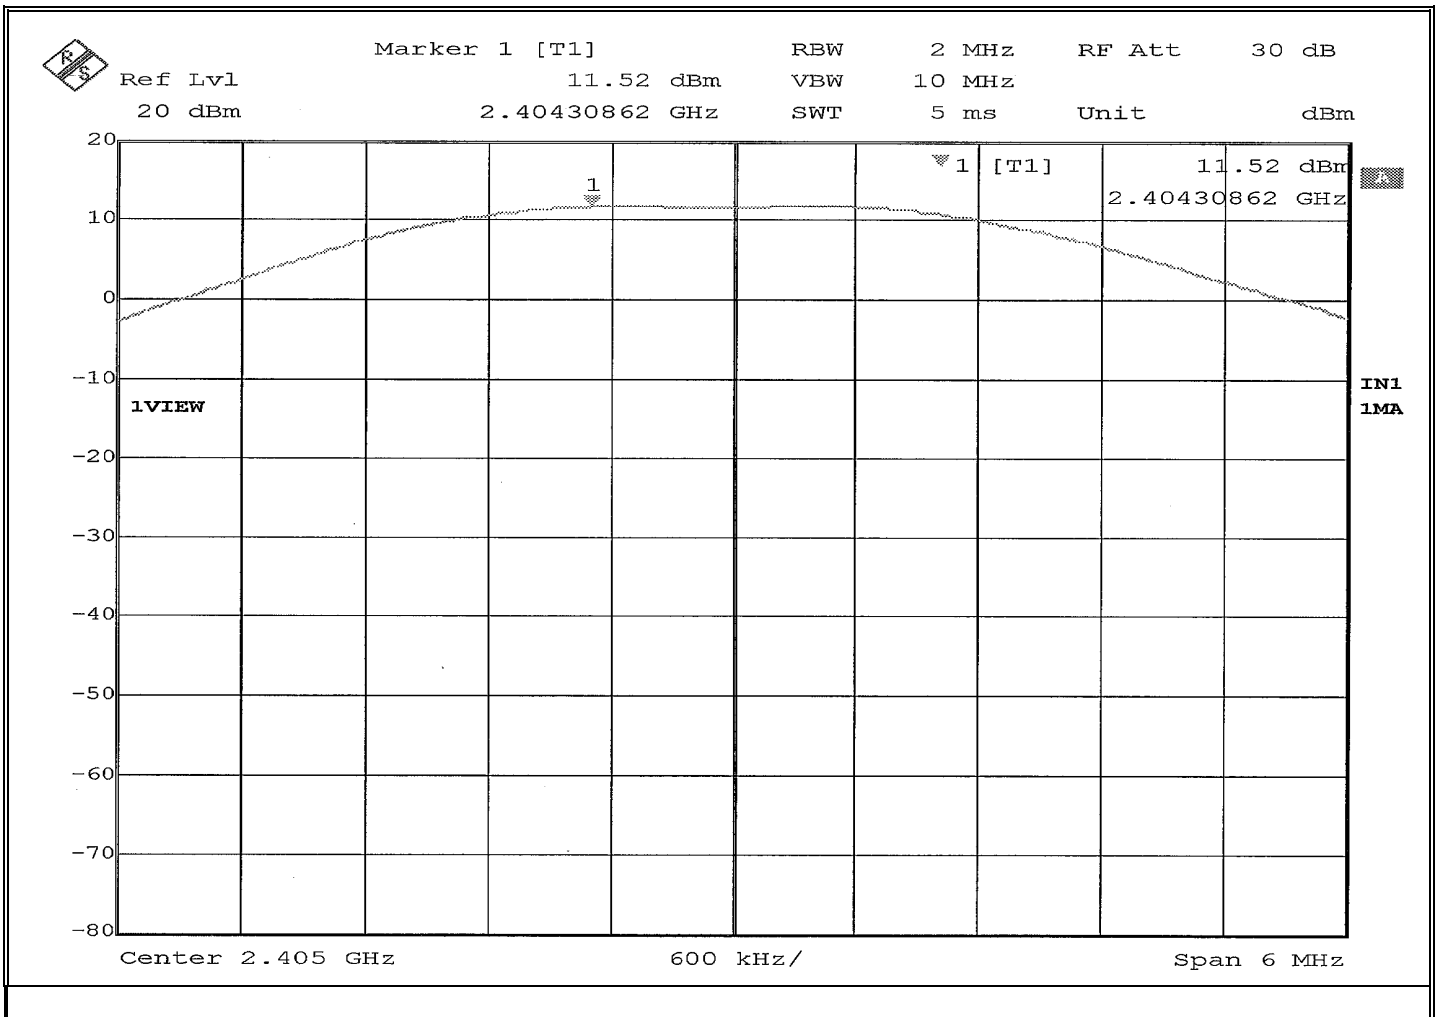 R S
Marker 1 [T1] RBW 2 MHz RF Att 30 dB
Ref Lvl 11.52 dBm VBW 10 MHz
20 dBm 2.40430862 GHz SWT 5 ms Unit dBm
20
1 [T1] 11.52 dBm
A
1
2.40430862 GHz
10
0
-10
IN1
1VIEW
1MA
-20
-30
-40
-50
-60
-70
-80
Center 2.405 GHz 600 kHz/ Span 6 MHz